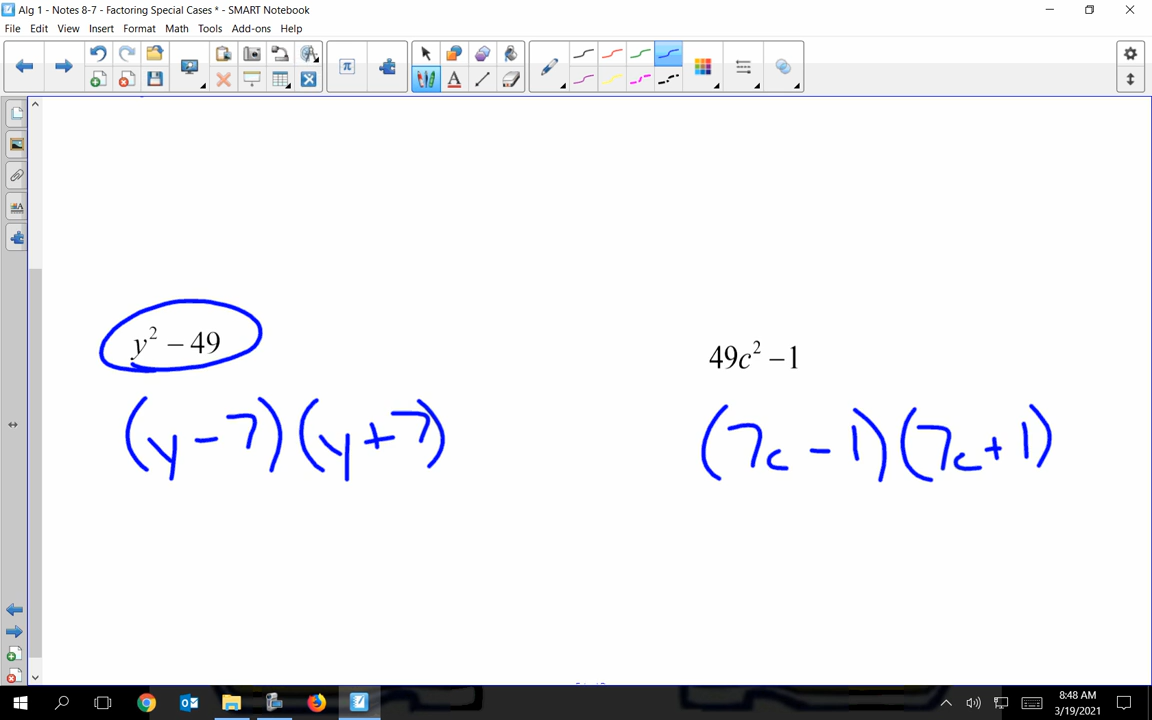 Alg 1 - Notes 8-7 - Factoring Special Cases * - SMART Notebook
File Edit View Insert Format Math Tools Add-ons Help
y² − 49
49c² − 1
(y − 7)(y + 7)
(7c − 1)(7c + 1)
8:48 AM
3/19/2021